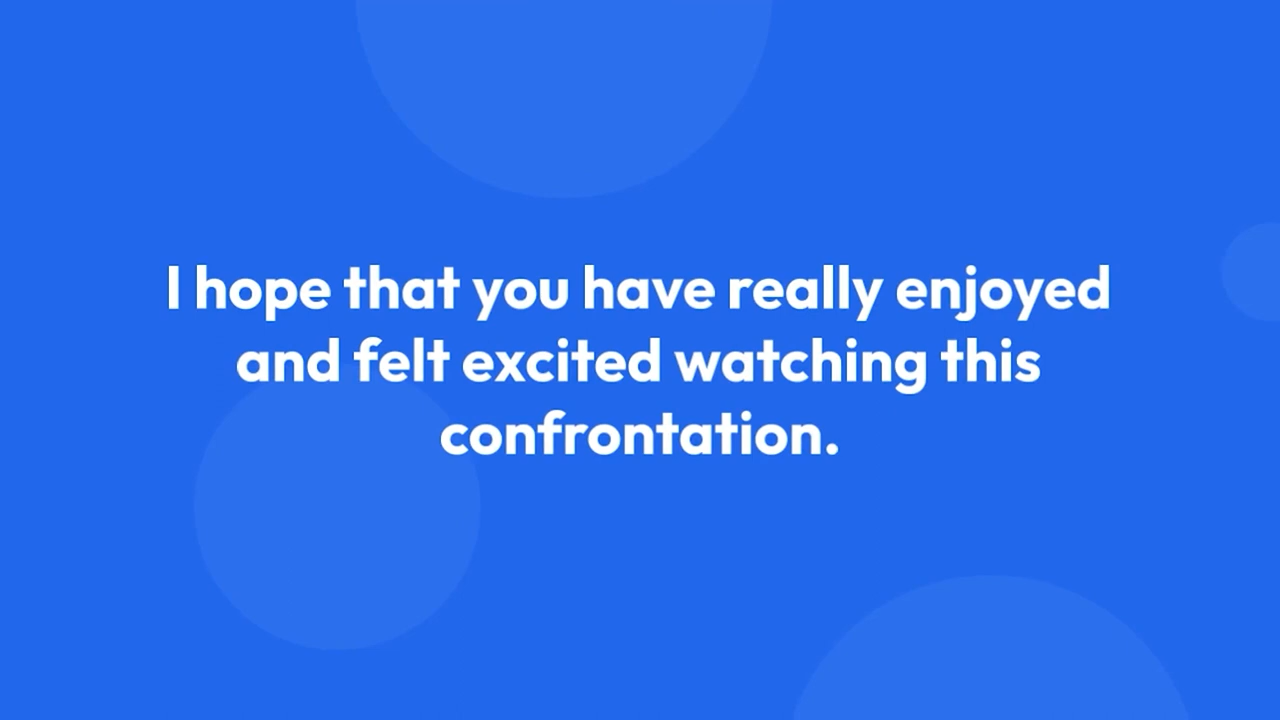 I hope that you have really enjoyed
and felt excited watching this
confrontation.